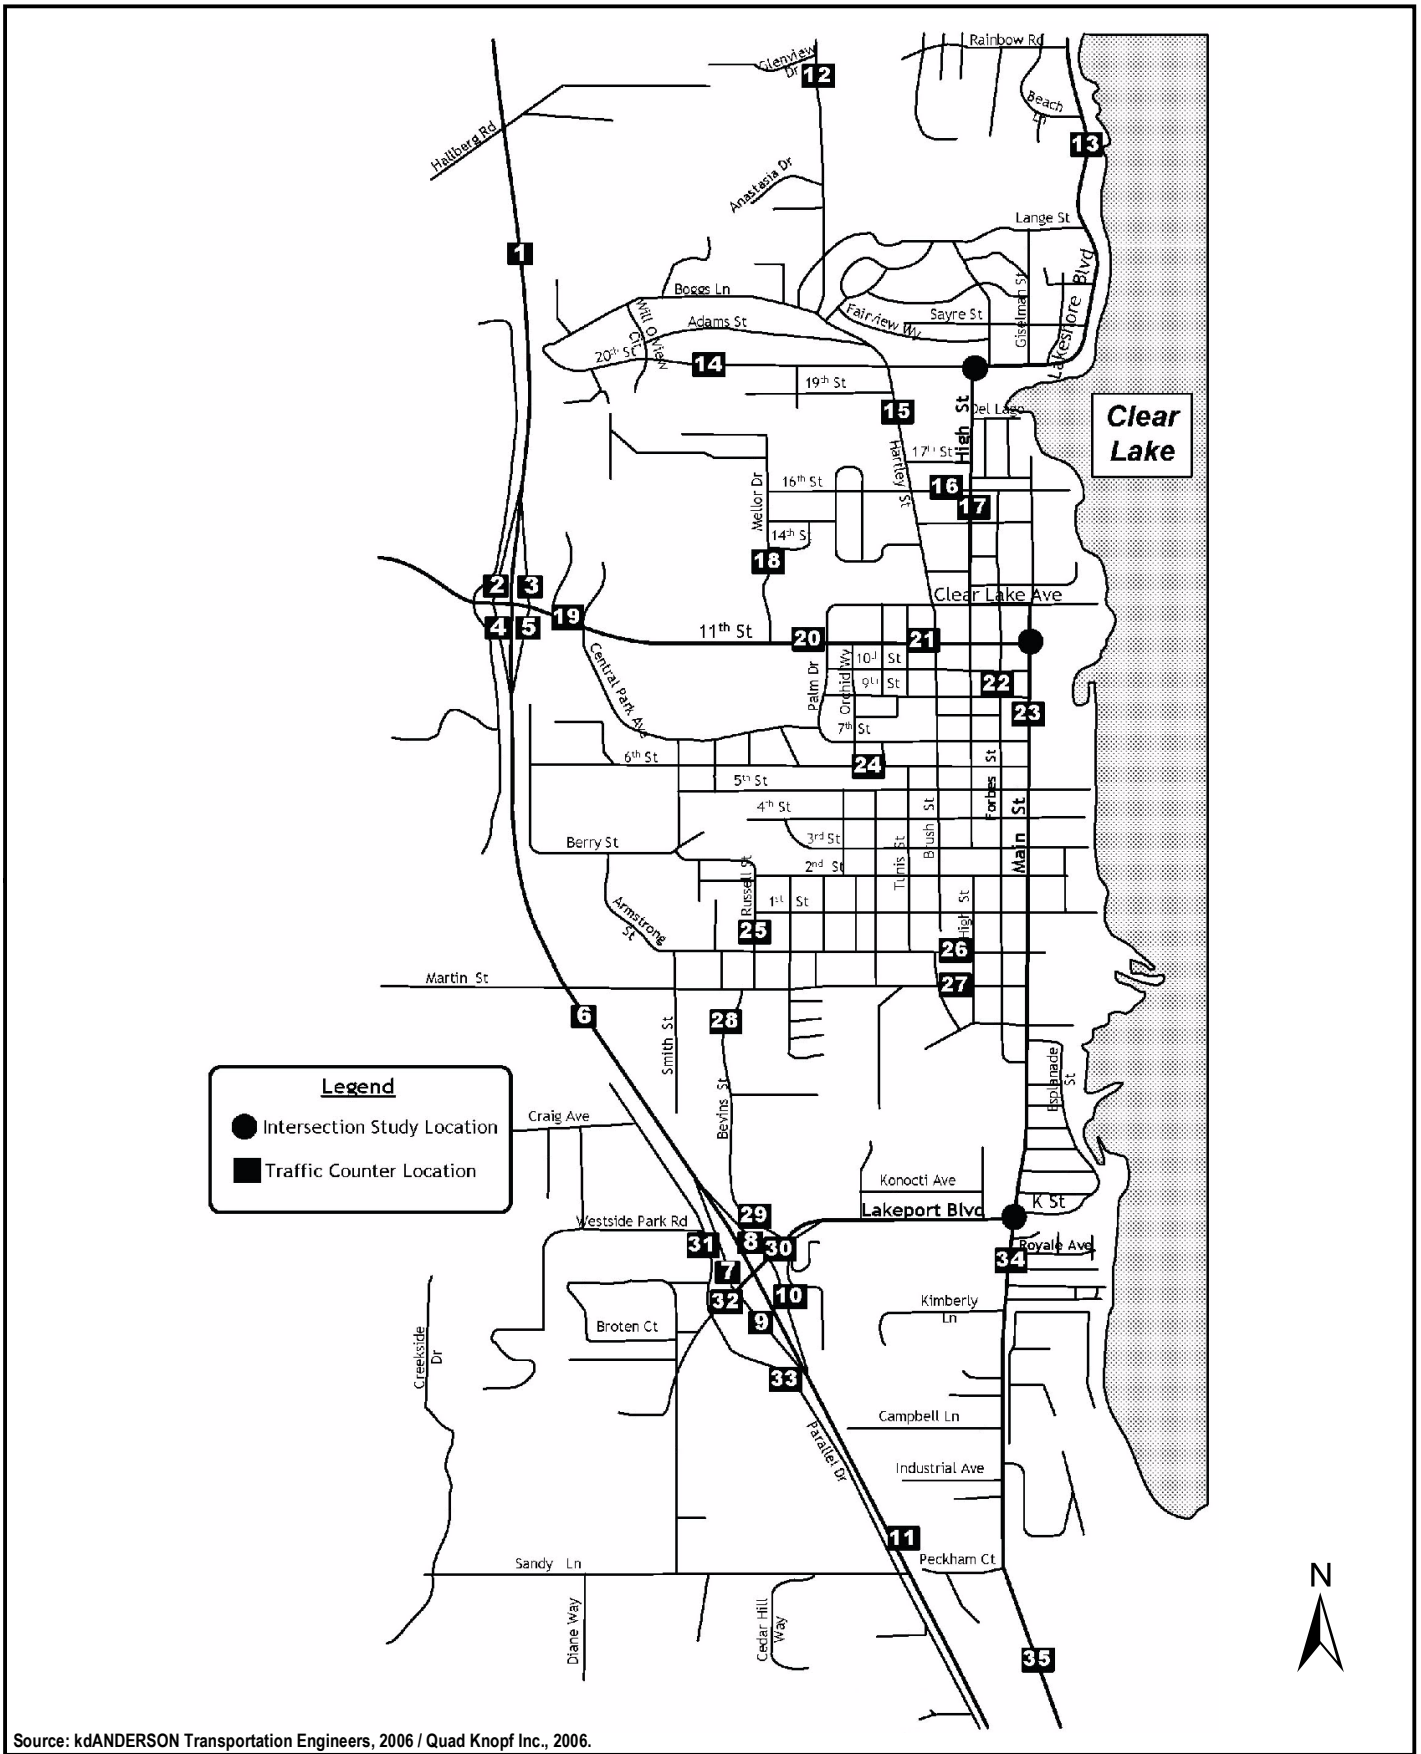 Rainbow Rd
Glenview
Dr
12
Beach
Ln
Hallberg Rd
13
Anastasia Dr
Lange St
1
Lakeshore Blvd
Boggs Ln
Giselman St
Will O View
Cir
Adams St
Fairview Wy
Sayre St
20th St
14
19th St
15
High St
Del Lago
Clear
Lake
Hartley St
17th St
Mellor Dr
16th St
16
17
14th St
18
2
3
Clear Lake Ave
19
4
5
11th St
20
21
Central Park Ave
Palm Dr
Orchid Wy
10th St
9th St
22
23
7th St
6th St
24
Forbes St
5th St
4th St
Main St
Berry St
3rd St
Brush St
Tunis St
2nd St
Russell St
1st St
High St
Armstrong
St
25
26
Martin St
27
6
28
Smith St
Esplanade
St
Legend
Intersection Study Location
Traffic Counter Location
Craig Ave
Bevins St
Konocti Ave
K St
Lakeport Blvd
29
Westside Park Rd
31
8
30
Royale Ave
34
7
32
10
Kimberly
Ln
9
Broten Ct
Creekside
Dr
33
Campbell Ln
Parallel Dr
Industrial Ave
11
Peckham Ct
Sandy Ln
N
Diane Way
Cedar Hill
Way
35
Source: kdANDERSON Transportation Engineers, 2006 / Quad Knopf Inc., 2006.